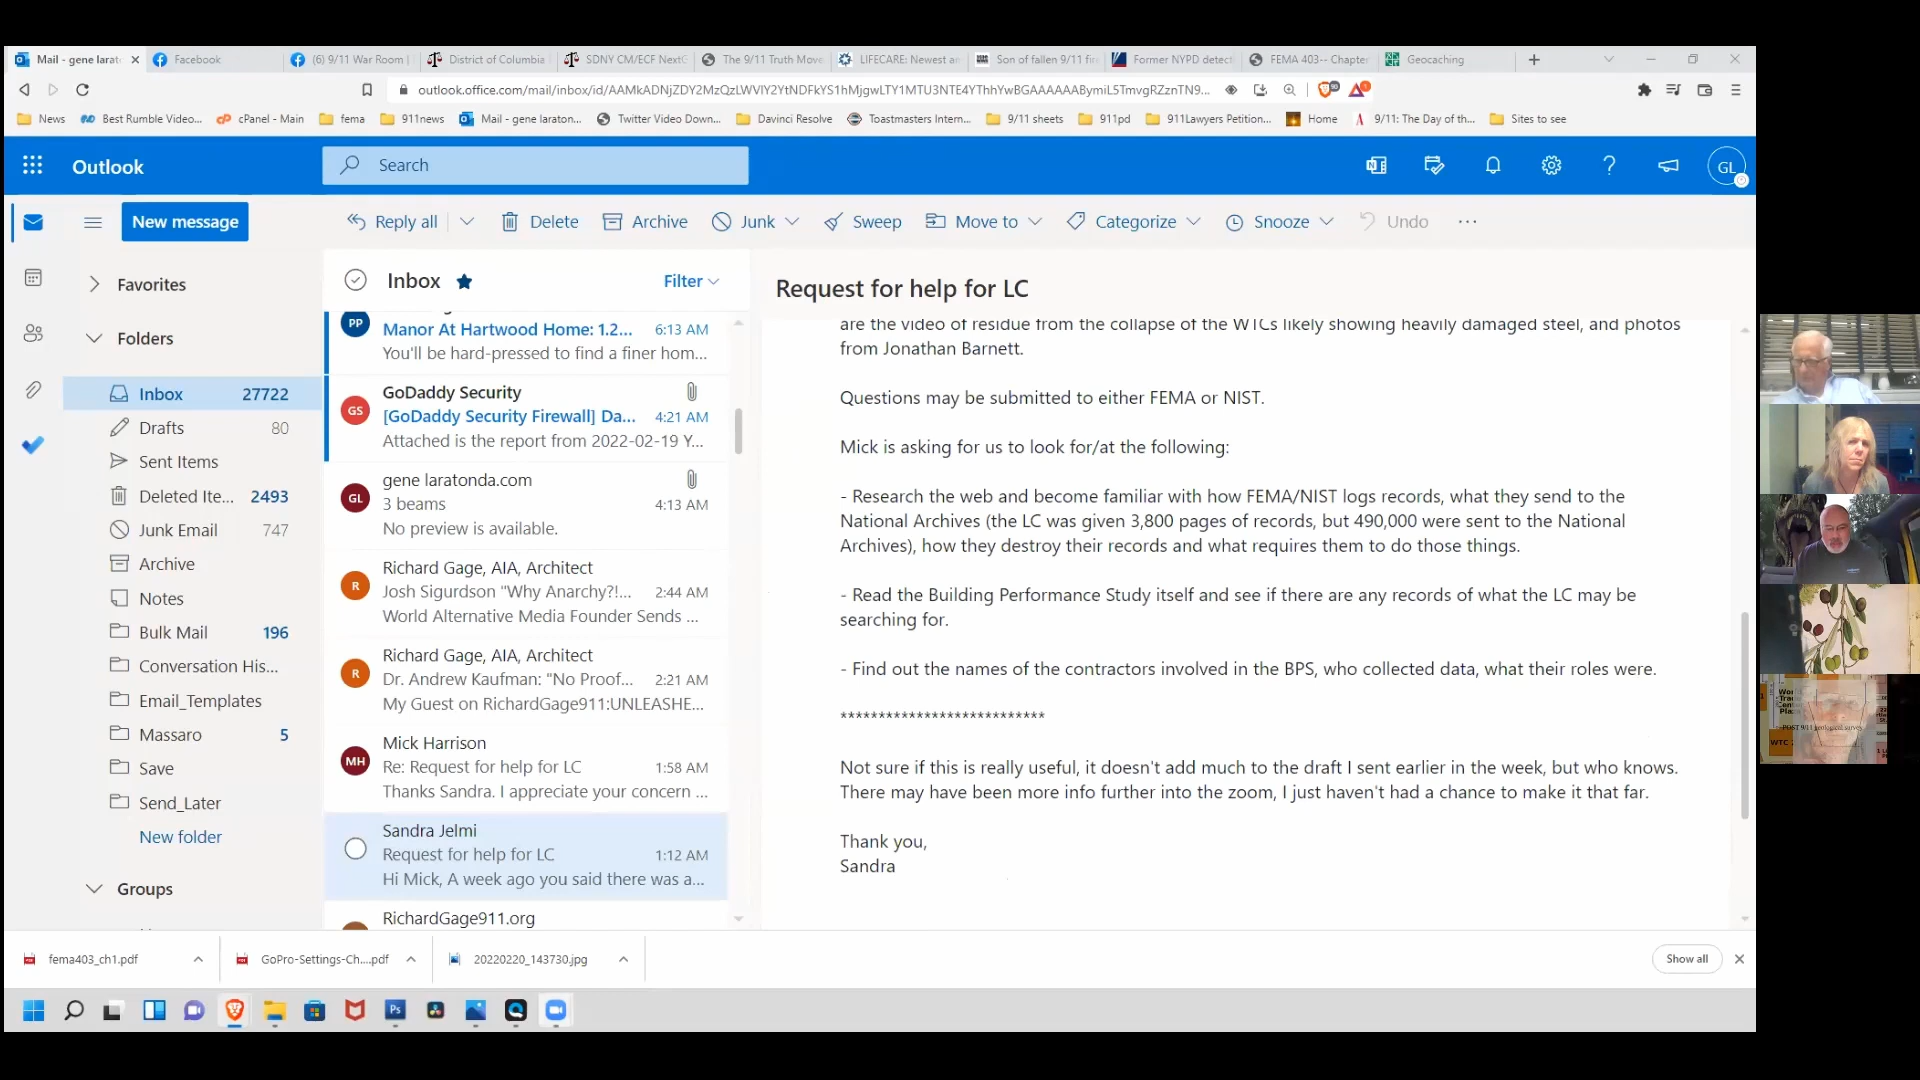 Mail - gene larat
Facebook
(6) 9/11 War Room |
District of Columbia
SDNY CM/ECF NextG
The 9/11 Truth Move
LIFECARE: Newest an
Son of fallen 9/11 fir
Former NYPD detect
FEMA 403-- Chapter
Geocaching
outlook.office.com/mail/inbox/id/AAMkADNjZDY2MzQzLWVlY2YtNDFkYS1hMjgwLTY1MTU3NTE4YThhYwBGAAAAAABymiL5TmvgRZznTN9...
News
Best Rumble Video...
cPanel - Main
fema
911news
Mail - gene laraton...
Twitter Video Down...
Davinci Resolve
Toastmasters Intern...
9/11 sheets
911pd
911Lawyers Petition...
Home
9/11: The Day of th...
Sites to see
Outlook
Search
GL
New message
Reply all
Delete
Archive
Junk
Sweep
Move to
Categorize
Snooze
Undo
Favorites
Folders
Inbox 27722
Drafts 80
Sent Items
Deleted Ite... 2493
Junk Email 747
Archive
Notes
Bulk Mail 196
Conversation His...
Email_Templates
Massaro 5
Save
Send_Later
New folder
Groups
Inbox
Filter
PP
Manor At Hartwood Home: 1.2... 6:13 AM
You'll be hard-pressed to find a finer hom...
GoDaddy Security
GS
[GoDaddy Security Firewall] Da... 4:21 AM
Attached is the report from 2022-02-19 Y...
gene laratonda.com
GL
3 beams 4:13 AM
No preview is available.
Richard Gage, AIA, Architect
R
Josh Sigurdson "Why Anarchy?!... 2:44 AM
World Alternative Media Founder Sends ...
Richard Gage, AIA, Architect
R
Dr. Andrew Kaufman: "No Proof... 2:21 AM
My Guest on RichardGage911:UNLEASHE...
Mick Harrison
MH
Re: Request for help for LC 1:58 AM
Thanks Sandra. I appreciate your concern ...
Sandra Jelmi
Request for help for LC 1:12 AM
Hi Mick, A week ago you said there was a...
RichardGage911.org
Request for help for LC
are the video of residue from the collapse of the WTCs likely showing heavily damaged steel, and photos
from Jonathan Barnett.
Questions may be submitted to either FEMA or NIST.
Mick is asking for us to look for/at the following:
- Research the web and become familiar with how FEMA/NIST logs records, what they send to the
National Archives (the LC was given 3,800 pages of records, but 490,000 were sent to the National
Archives), how they destroy their records and what requires them to do those things.
- Read the Building Performance Study itself and see if there are any records of what the LC may be
searching for.
- Find out the names of the contractors involved in the BPS, who collected data, what their roles were.
***************************
Not sure if this is really useful, it doesn't add much to the draft I sent earlier in the week, but who knows.
There may have been more info further into the zoom, I just haven't had a chance to make it that far.
Thank you,
Sandra
fema403_ch1.pdf
GoPro-Settings-Ch....pdf
20220220_143730.jpg
Show all
Ps
POST 9/11 geological survey
WTC